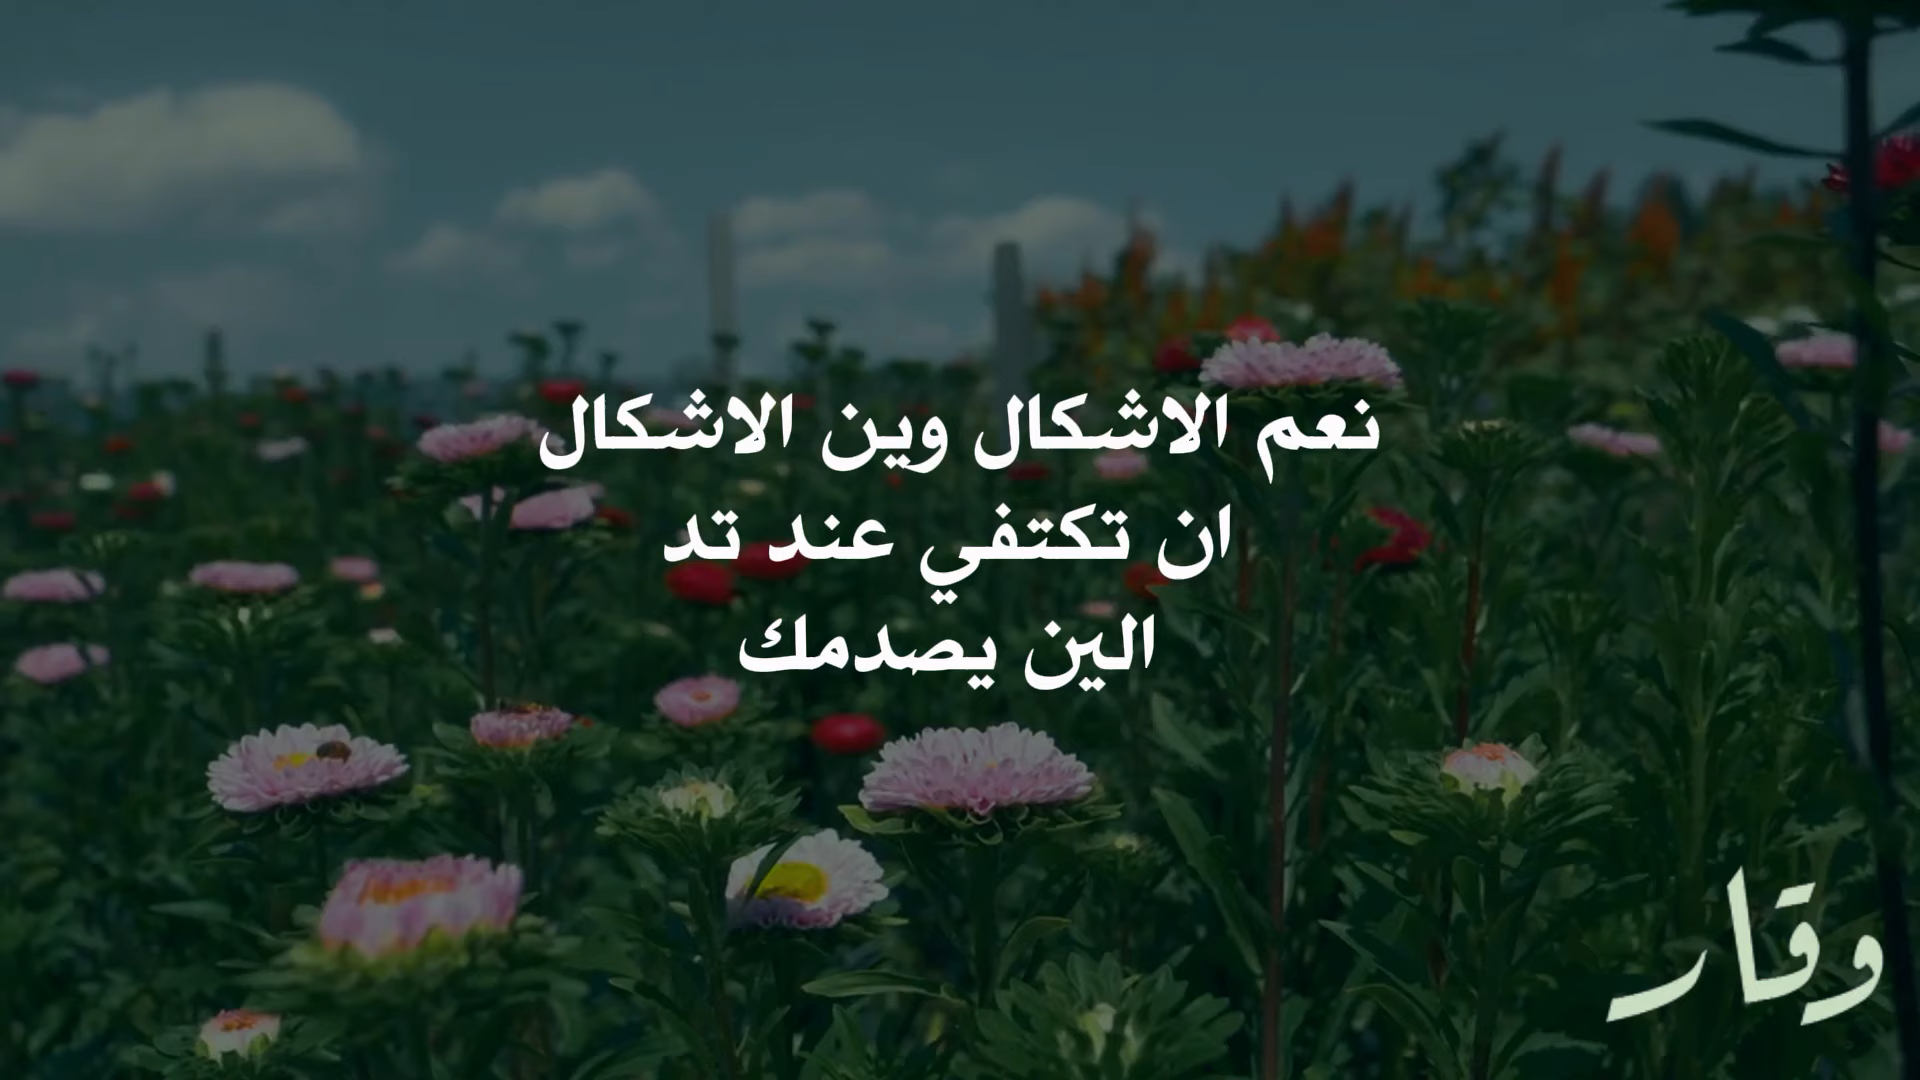 نعم الاشكال وين الاشكال
ان تكتفي عند تد
الين يصدمك
وقار